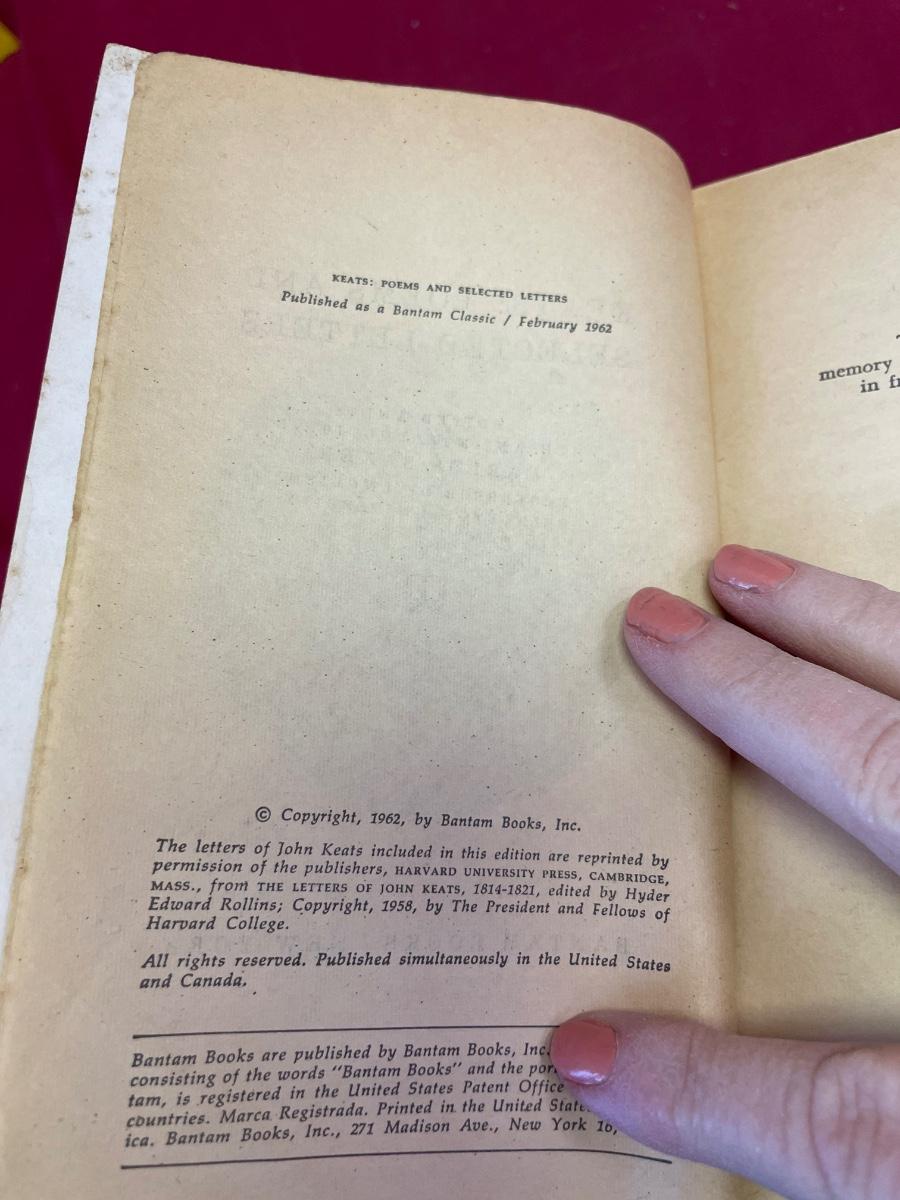 KEATS: POEMS AND SELECTED LETTERS
Published as a Bantam Classic / February 1962
memory
in
© Copyright, 1962, by Bantam Books, Inc.
The letters of John Keats included in this edition are reprinted by
permission of the publishers, HARVARD UNIVERSITY PRESS, CAMBRIDGE,
MASS., from THE LETTERS OF JOHN KEATS, 1814-1821, edited by Hyder
Edward Rollins; Copyright, 1958, by The President and Fellows of
Harvard College.
All rights reserved. Published simultaneously in the United States
and Canada.
Bantam Books are published by Bantam Books, Inc.
consisting of the words "Bantam Books" and the
tam, is registered in the United States Patent Office
countries. Marca Registrada. Printed in the United
ica. Bantam Books, Inc., 271 Madison Ave., New York 16,